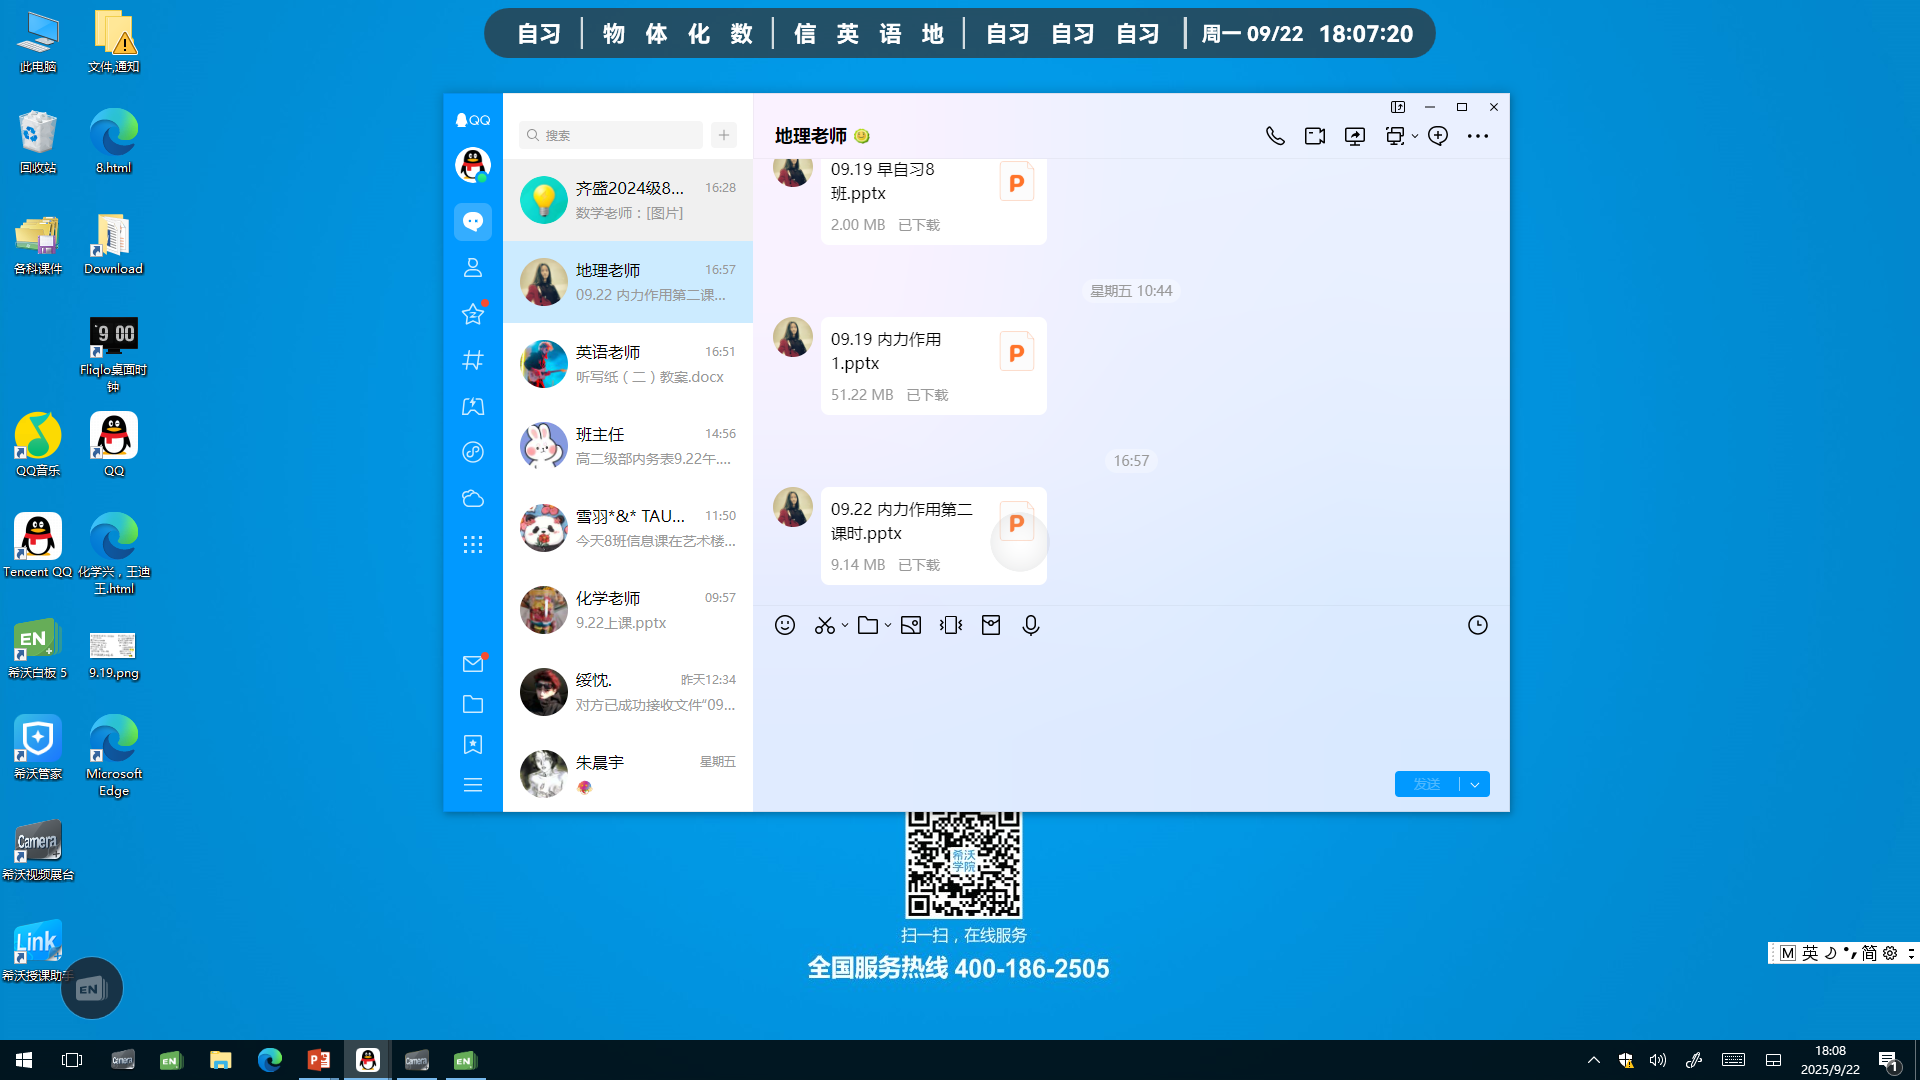 自习 物 体 化 数 信 英 语 地 自习 自习 自习 周一 09/22 18:07:20
此电脑
文件,通知
回收站
8.html
各科课件
Download
9 00
Fliqlo桌面时钟
QQ音乐
QQ
Tencent QQ
化学兴，王迪王.html
EN
希沃白板 5
9.19.png
希沃管家
Microsoft Edge
Camera
希沃视频展台
Link
希沃授课助手
EN
QQ
搜索
齐盛2024级8... 16:28
数学老师：[图片]
地理老师 16:57
09.22 内力作用第二课...
英语老师 16:51
听写纸（二）教案.docx
班主任 14:56
高二级部内务表9.22午....
雪羽*&* TAU... 11:50
今天8班信息课在艺术楼...
化学老师 09:57
9.22上课.pptx
绥忱. 昨天12:34
对方已成功接收文件“09...
朱晨宇 星期五
地理老师
09.19 早自习8
班.pptx
P
2.00 MB 已下载
星期五 10:44
09.19 内力作用
1.pptx
P
51.22 MB 已下载
16:57
09.22 内力作用第二
课时.pptx
P
9.14 MB 已下载
发送
希沃
学院
扫一扫，在线服务
全国服务热线 400-186-2505
M 英 简
Camera
EN
P
Camera
EN
18:08
2025/9/22
1